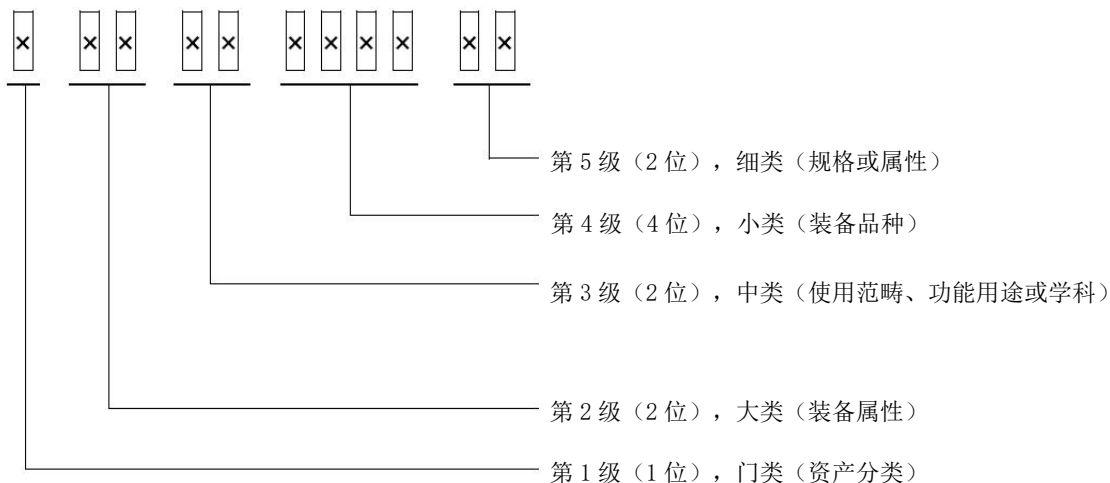 × ×× ×× ×××× ××
第5级（2位），细类（规格或属性）
第4级（4位），小类（装备品种）
第3级（2位），中类（使用范畴、功能用途或学科）
第2级（2位），大类（装备属性）
第1级（1位），门类（资产分类）